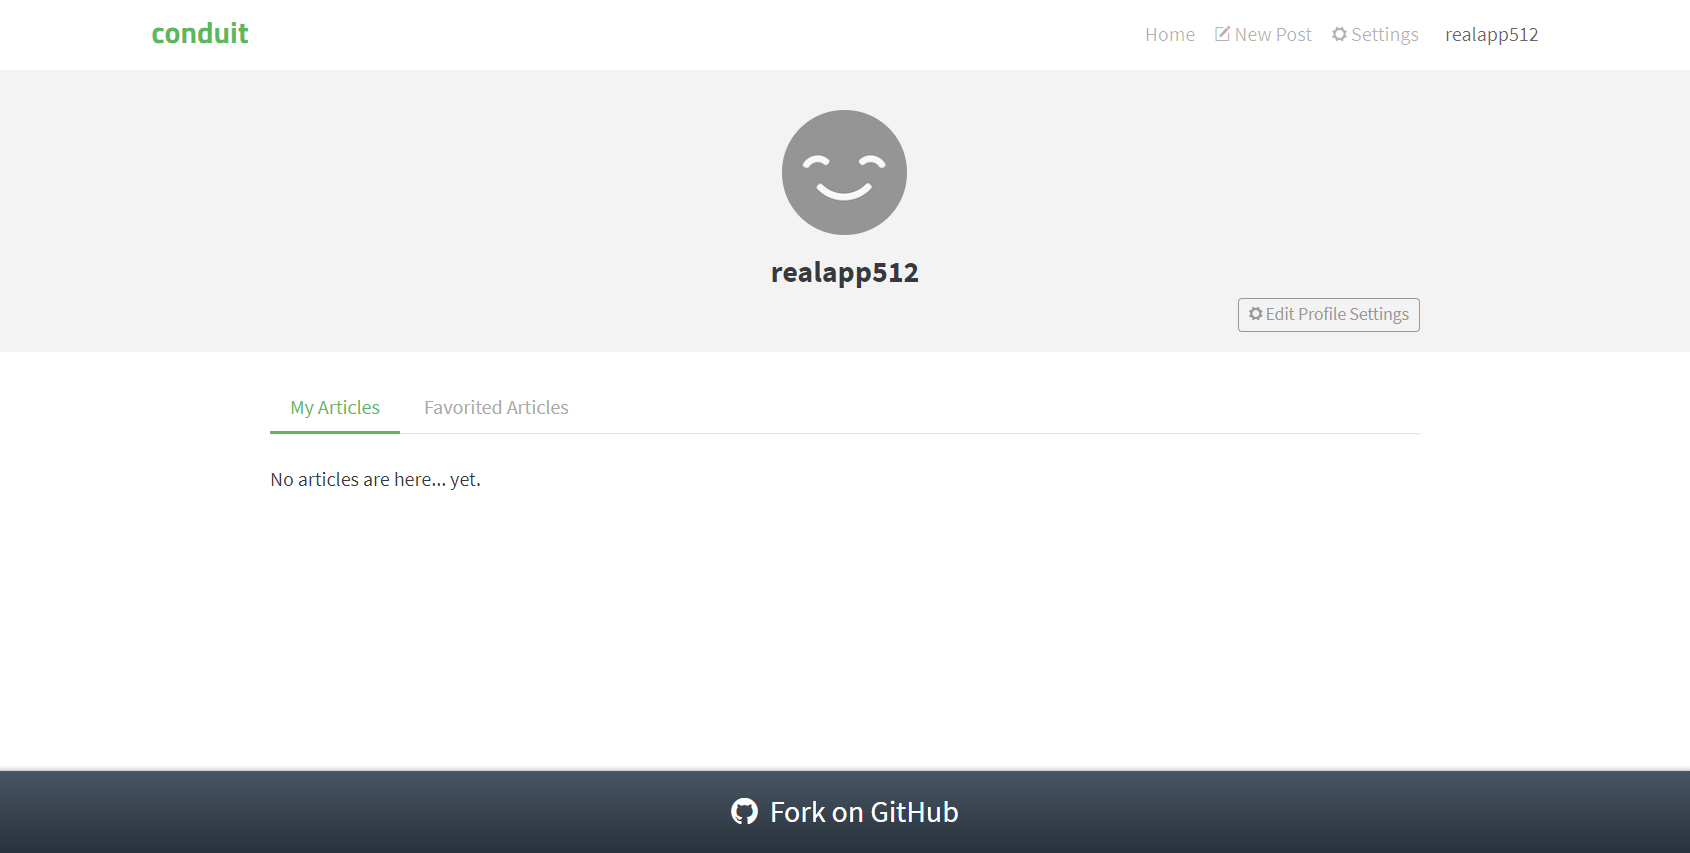 conduit
Home New Post Settings realapp512
realapp512
Edit Profile Settings
My Articles Favorited Articles
No articles are here... yet.
Fork on GitHub